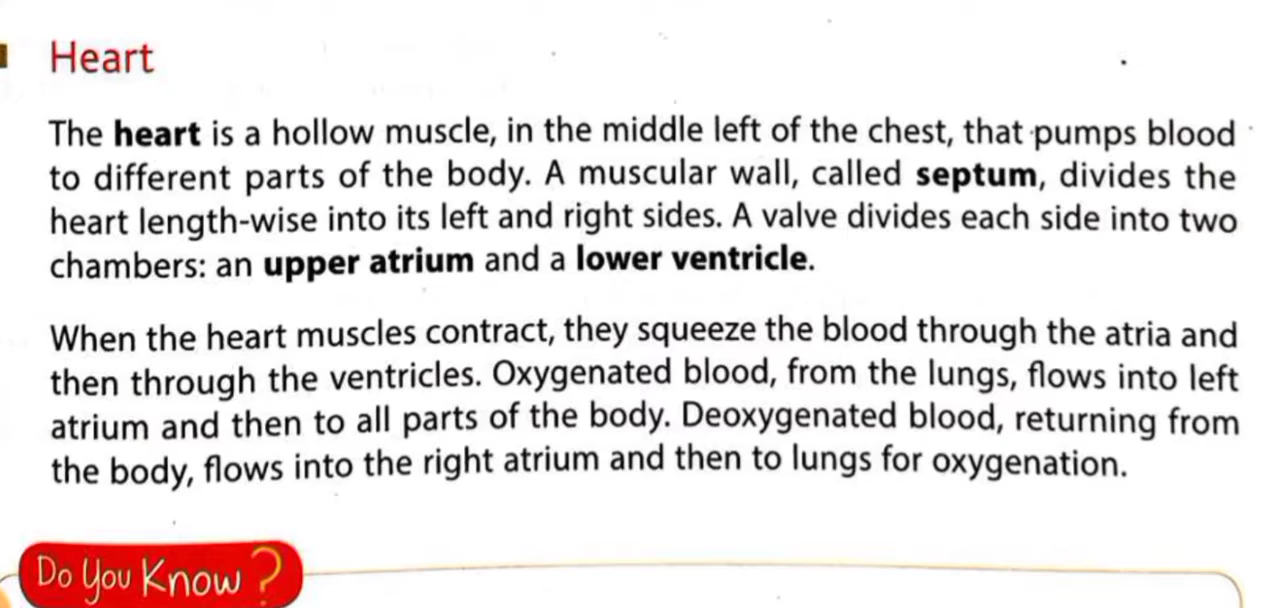 Heart
The heart is a hollow muscle, in the middle left of the chest, that pumps blood
to different parts of the body. A muscular wall, called septum, divides the
heart length-wise into its left and right sides. A valve divides each side into two
chambers: an upper atrium and a lower ventricle.
When the heart muscles contract, they squeeze the blood through the atria and
then through the ventricles. Oxygenated blood, from the lungs, flows into left
atrium and then to all parts of the body. Deoxygenated blood, returning from
the body, flows into the right atrium and then to lungs for oxygenation.
Do You Know ?